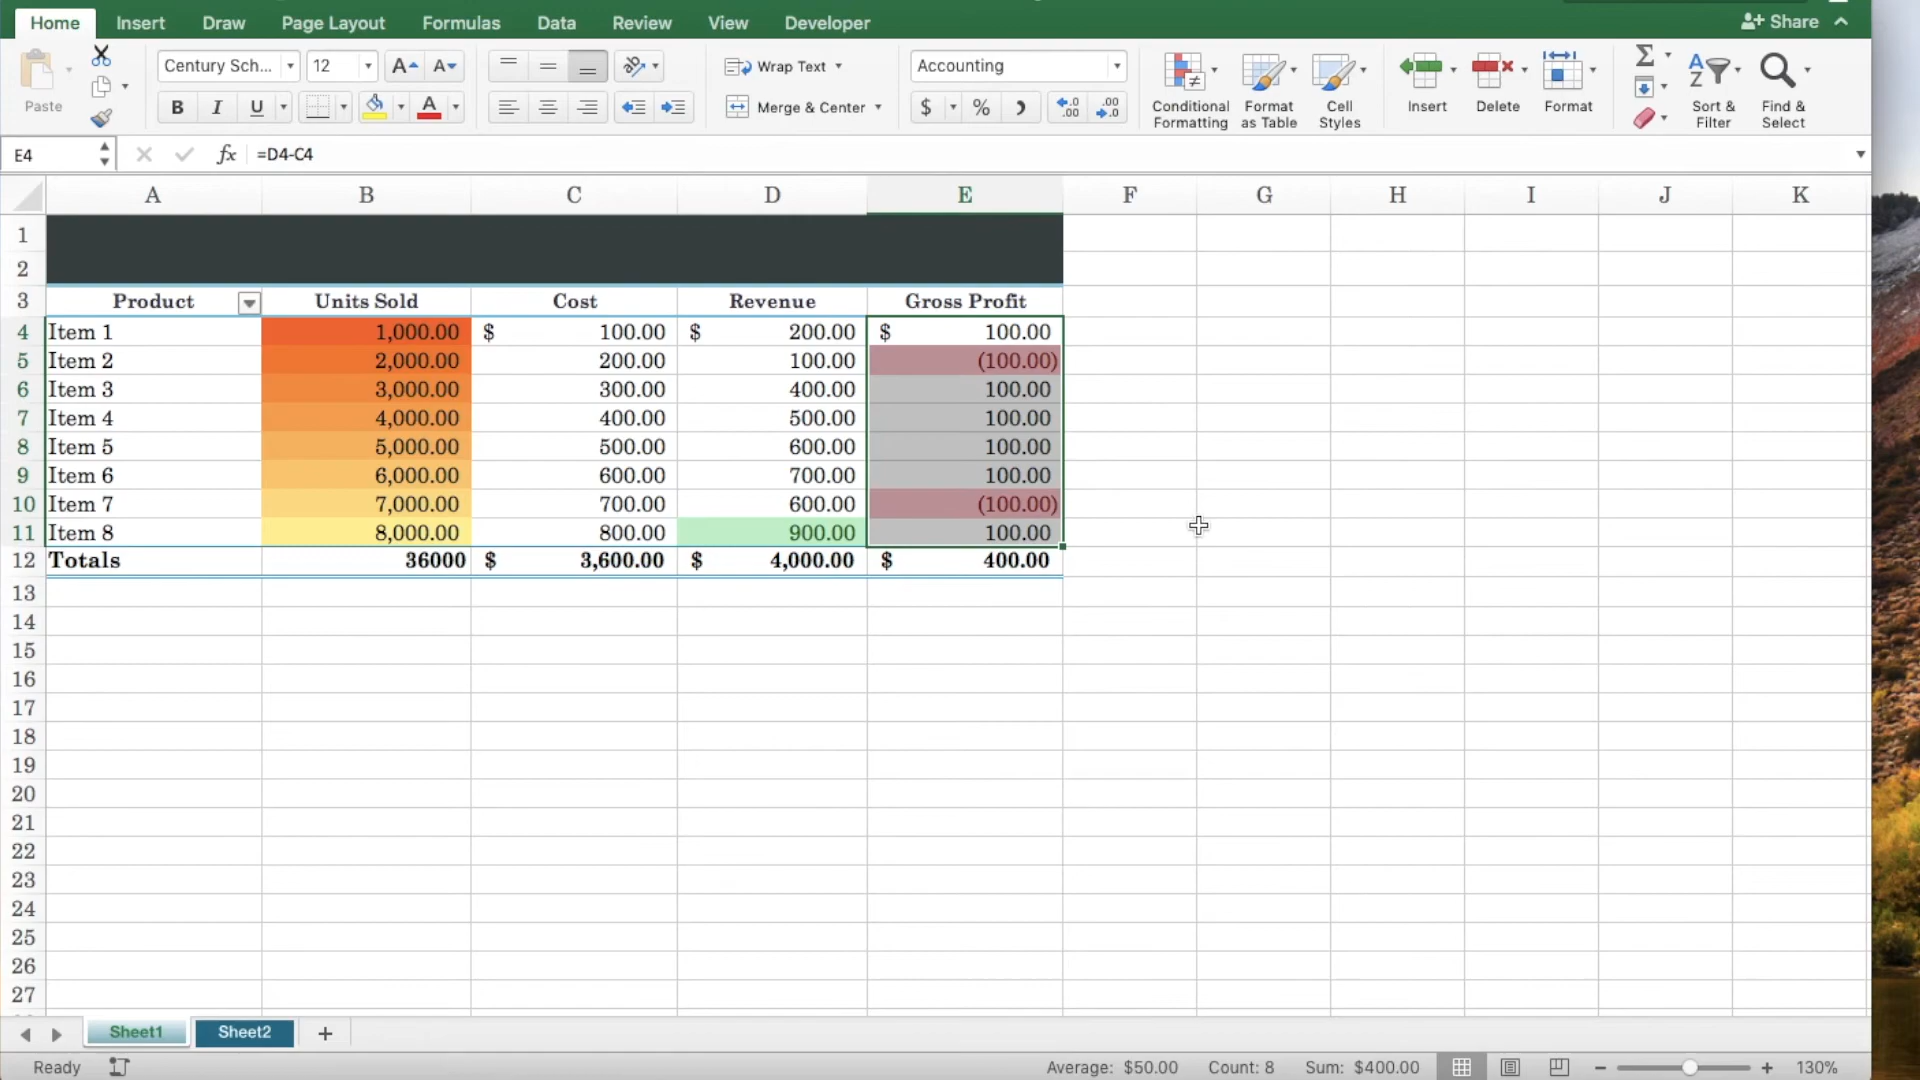 Home Insert Draw Page Layout Formulas Data Review View Developer Share
Paste
Century Sch... 12 A A
B I U A
Wrap Text
Merge & Center
Accounting
$ %
Conditional Formatting
Format as Table
Cell Styles
Insert
Delete
Format
Sort & Filter
Find & Select
E4 fx =D4-C4
A B C D E F G H I J K
1
2
3 Product Units Sold Cost Revenue Gross Profit
4 Item 1 1,000.00 $ 100.00 $ 200.00 $ 100.00
5 Item 2 2,000.00 200.00 100.00 (100.00)
6 Item 3 3,000.00 300.00 400.00 100.00
7 Item 4 4,000.00 400.00 500.00 100.00
8 Item 5 5,000.00 500.00 600.00 100.00
9 Item 6 6,000.00 600.00 700.00 100.00
10 Item 7 7,000.00 700.00 600.00 (100.00)
11 Item 8 8,000.00 800.00 900.00 100.00
12 Totals 36000 $ 3,600.00 $ 4,000.00 $ 400.00
13
14
15
16
17
18
19
20
21
22
23
24
25
26
27
Sheet1 Sheet2 +
Ready Average: $50.00 Count: 8 Sum: $400.00 − + 130%